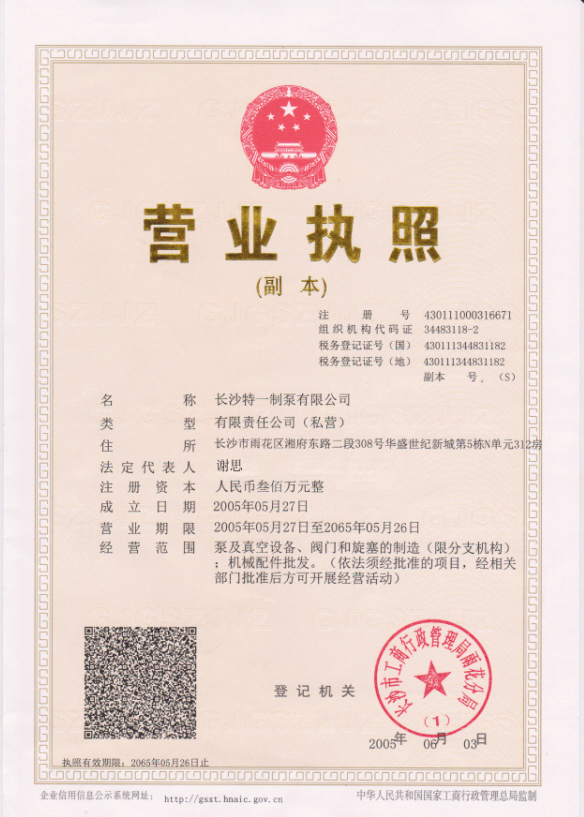 营业执照
(副 本)
注 册 号 430111000316671
组织机构代码证 34483118-2
税务登记证号（国） 430111344831182
税务登记证号（地） 430111344831182
副本 号．（S）
名 称 长沙特一制泵有限公司
类 型 有限责任公司（私营）
住 所 长沙市雨花区湘府东路二段308号华盛世纪新城第5栋N单元312房
法定代表人 谢思
注册资本 人民币叁佰万元整
成立日期 2005年05月27日
营业期限 2005年05月27日至2065年05月26日
经营范围 泵及真空设备、阀门和旋塞的制造（限分支机构）
；机械配件批发。（依法须经批准的项目，经相关
部门批准后方可开展经营活动）
长沙市工商行政管理局雨花分局
（1）
登记机关
2005年 06月 03日
执照有效期限：2065年05月26日止
企业信用信息公示系统网址： http://gsxt.hnaic.gov.cn
中华人民共和国国家工商行政管理总局监制